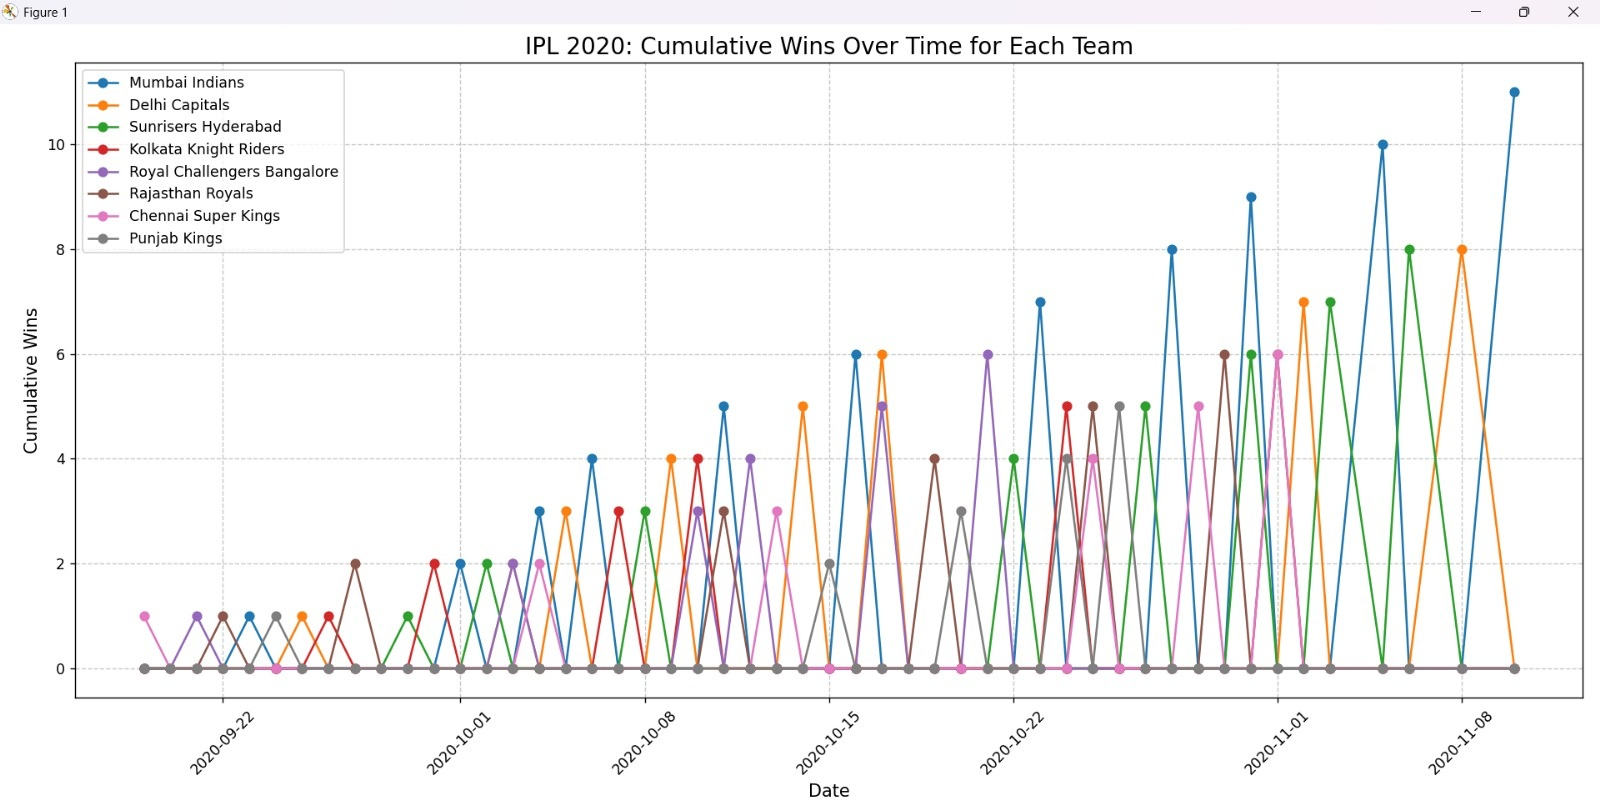 Figure 1
IPL 2020: Cumulative Wins Over Time for Each Team
Mumbai Indians
Delhi Capitals
Sunrisers Hyderabad
Kolkata Knight Riders
Royal Challengers Bangalore
Rajasthan Royals
Chennai Super Kings
Punjab Kings
10
8
6
4
2
0
Cumulative Wins
2020-09-22
2020-10-01
2020-10-08
2020-10-15
2020-10-22
2020-11-01
2020-11-08
Date